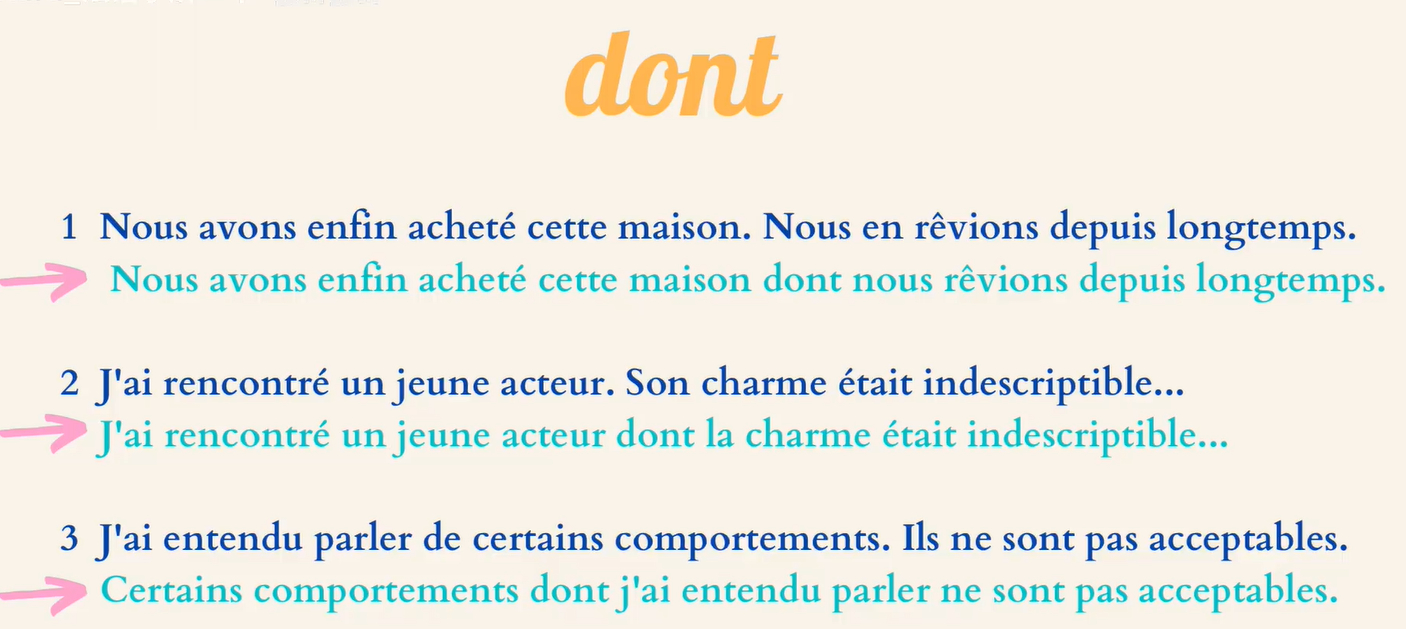 dont
1 Nous avons enfin acheté cette maison. Nous en rêvions depuis longtemps.
Nous avons enfin acheté cette maison dont nous rêvions depuis longtemps.
2 J'ai rencontré un jeune acteur. Son charme était indescriptible...
J'ai rencontré un jeune acteur dont la charme était indescriptible...
3 J'ai entendu parler de certains comportements. Ils ne sont pas acceptables.
Certains comportements dont j'ai entendu parler ne sont pas acceptables.